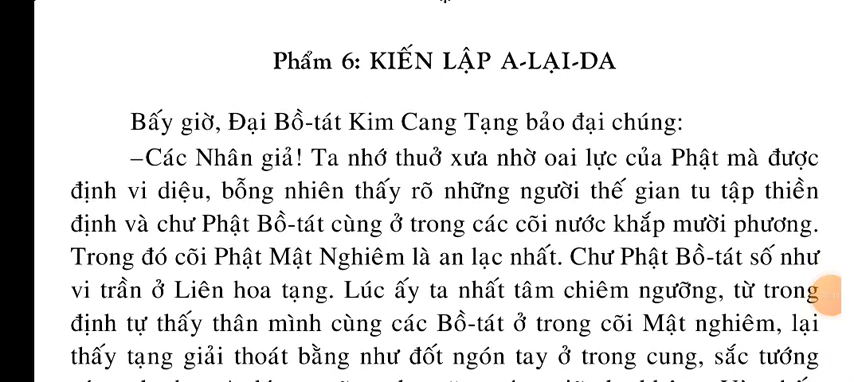 Phẩm 6: KIẾN LẬP A-LẠI-DA
Bấy giờ, Đại Bồ-tát Kim Cang Tạng bảo đại chúng:
–Các Nhân giả! Ta nhớ thuở xưa nhờ oai lực của Phật mà được
định vi diệu, bỗng nhiên thấy rõ những người thế gian tu tập thiền
định và chư Phật Bồ-tát cùng ở trong các cõi nước khắp mười phương.
Trong đó cõi Phật Mật Nghiêm là an lạc nhất. Chư Phật Bồ-tát số như
vi trần ở Liên hoa tạng. Lúc ấy ta nhất tâm chiêm ngưỡng, từ trong
định tự thấy thân mình cùng các Bồ-tát ở trong cõi Mật nghiêm, lại
thấy tạng giải thoát bằng như đốt ngón tay ở trong cung, sắc tướng